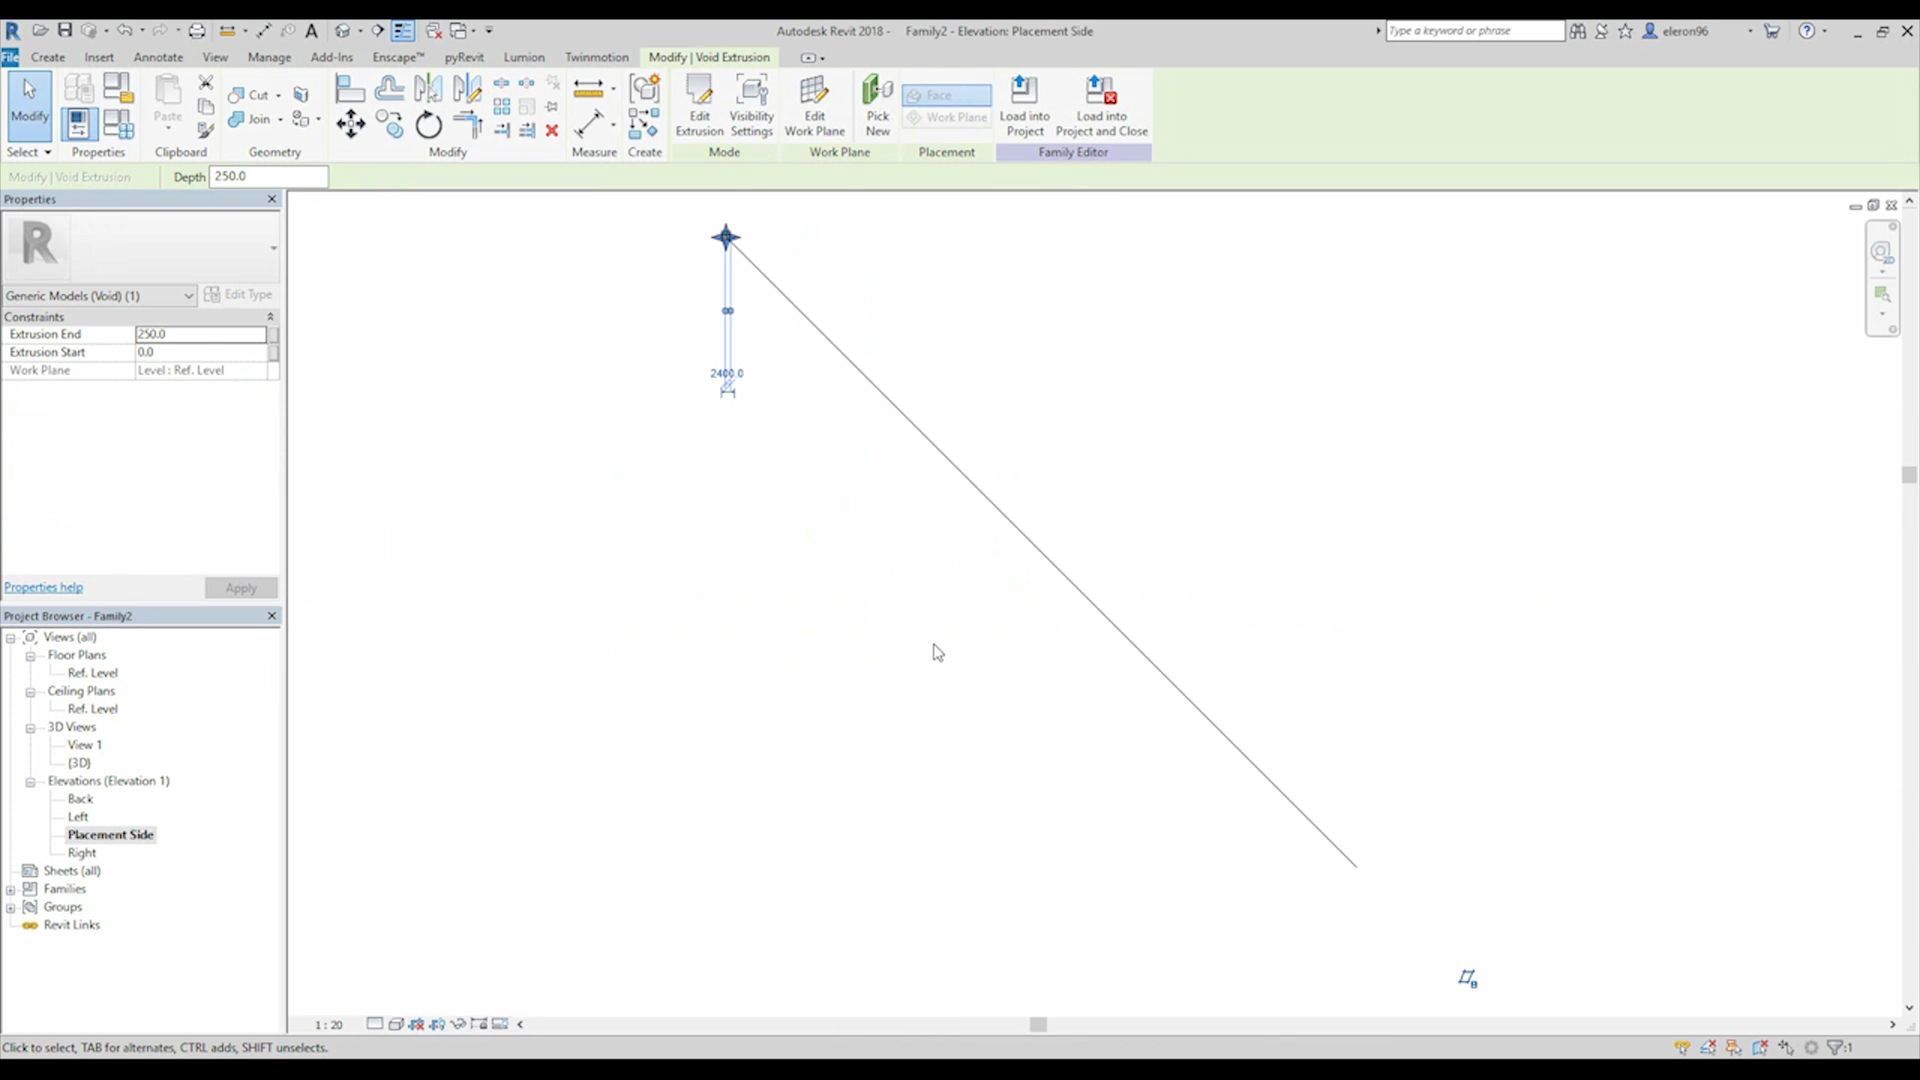 Autodesk Revit 2018 - Family2 - Elevation: Placement Side
Type a keyword or phrase
eleron96
File Create Insert Annotate View Manage Add-Ins Enscape™ pyRevit Lumion Twinmotion Modify | Void Extrusion
Modify
Paste
Cut
Join
Edit Extrusion
Visibility Settings
Edit Work Plane
Pick New
Face
Work Plane
Load into Project
Load into Project and Close
Select Properties Clipboard Geometry Modify Measure Create Mode Work Plane Placement Family Editor
Modify | Void Extrusion Depth 250.0
Properties
R
Generic Models (Void) (1) Edit Type
Constraints
Extrusion End 250.0
Extrusion Start 0.0
Work Plane Level : Ref. Level
Properties help Apply
2400.0
Project Browser - Family2
Views (all)
Floor Plans
Ref. Level
Ceiling Plans
Ref. Level
3D Views
View 1
{3D}
Elevations (Elevation 1)
Back
Left
Placement Side
Right
Sheets (all)
Families
Groups
Revit Links
1 : 20
Click to select, TAB for alternates, CTRL adds, SHIFT unselects.
:1